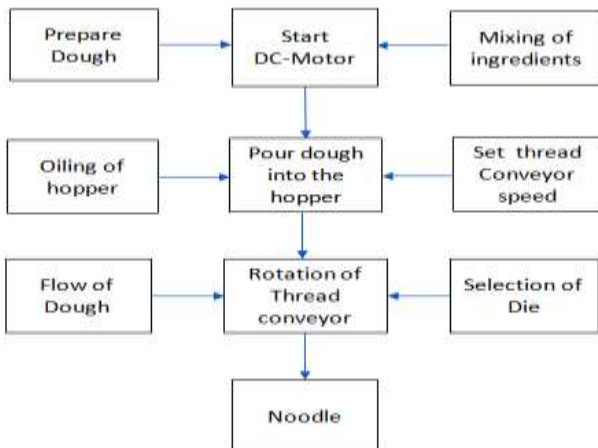 Prepare
Dough
Start
DC-Motor
Mixing of
ingredients
Oiling of
hopper
Pour dough
into the
hopper
Set thread
Conveyor
speed
Flow of
Dough
Rotation of
Thread
conveyor
Selection of
Die
Noodle